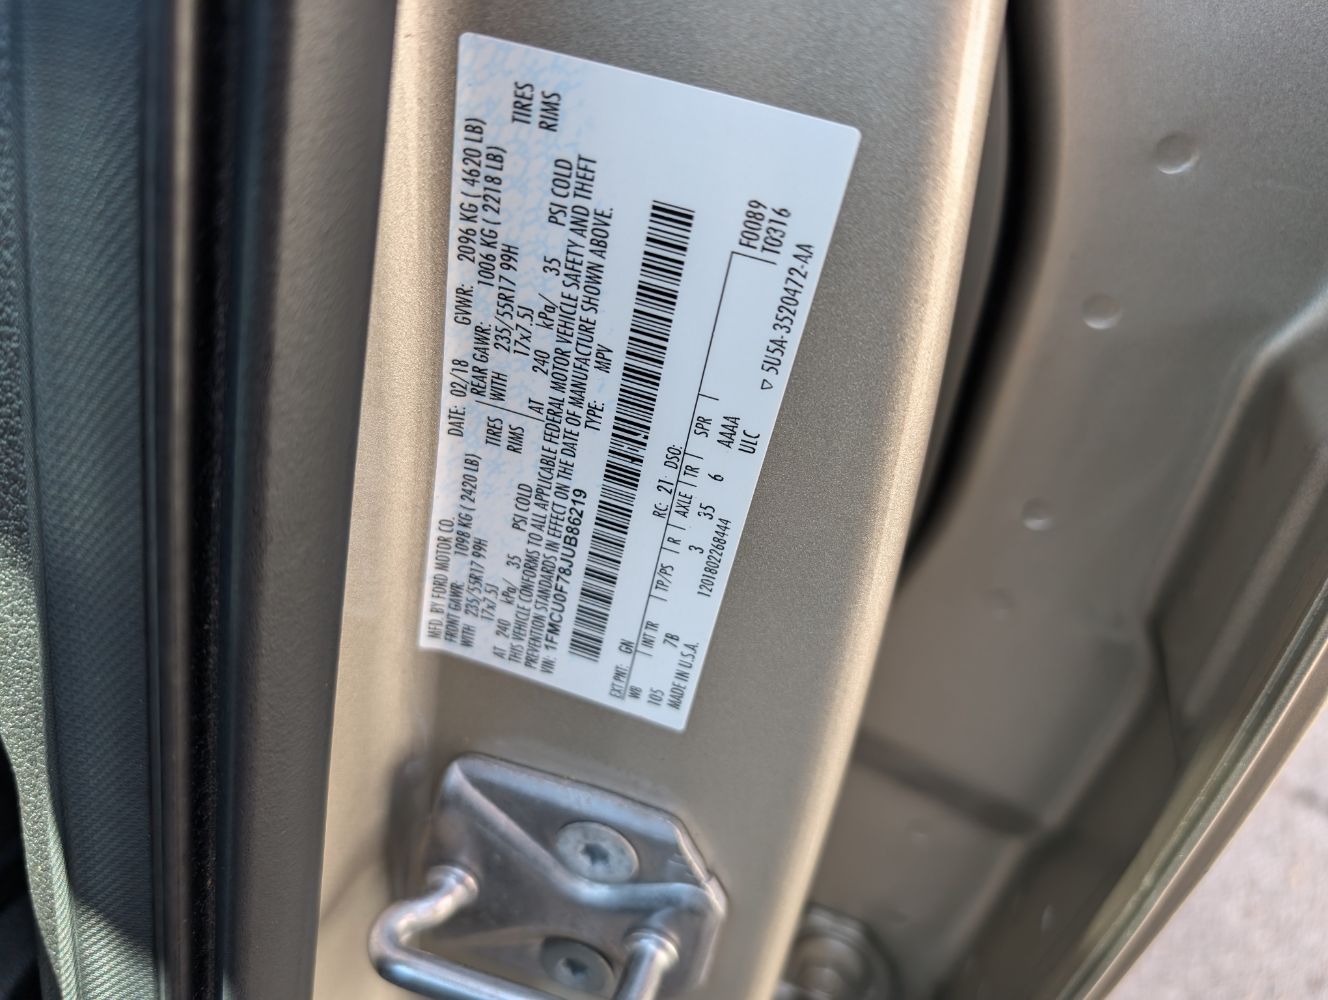 MFD. BY FORD MOTOR CO. DATE: 02/18 GVWR: 2096 KG ( 4620 LB)
FRONT GAWR: 1098 KG ( 2420 LB) REAR GAWR: 1006 KG ( 2218 LB)
WITH 235/55R17 99H TIRES WITH 235/55R17 99H TIRES
17x7.5J RIMS 17x7.5J RIMS
AT 240 kPa/ 35 PSI COLD AT 240 kPa/ 35 PSI COLD
THIS VEHICLE CONFORMS TO ALL APPLICABLE FEDERAL MOTOR VEHICLE SAFETY AND THEFT
PREVENTION STANDARDS IN EFFECT ON THE DATE OF MANUFACTURE SHOWN ABOVE.
VIN: 1FMCU0F78JUB86219 TYPE: MPV
EXT PNT: GN RC: 21 DSO: F0089
WB INT TR TP/PS R AXLE TR SPR T0316
105 7B 3 35 6 AAAA
MADE IN U.S.A. ULC ▽ 5U5A-3520472-AA
1201802268444